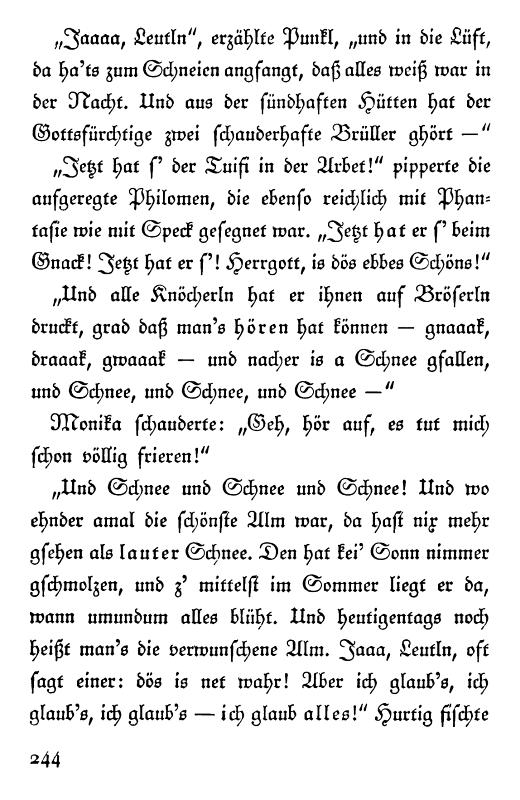 „Jaaaa, Leutln“, erzählte Punkl, „und in die Lüft,
da ha'ts zum Schneien angfangt, daß alles weiß war in
der Nacht. Und aus der sündhaften Hütten hat der
Gottsfürchtige zwei schauderhafte Brüller ghört —“
„Jetzt hat s' der Tuifi in der Arbet!“ pipperte die
aufgeregte Philomen, die ebenso reichlich mit Phan-
tasie wie mit Speck gesegnet war. „Jetzt hat er s' beim
Gnack! Jetzt hat er s'! Herrgott, is dös ebbes Schöns!“
„Und alle Knöcherln hat er ihnen auf Bröserln
druckt, grad daß man's hören hat können — gnaaak,
draaak, gwaaak — und nacher is a Schnee gfallen,
und Schnee, und Schnee, und Schnee —“
Monika schauderte: „Geh, hör auf, es tut mich
schon völlig frieren!“
„Und Schnee und Schnee und Schnee! Und wo
ehnder amal die schönste Alm war, da hast nix mehr
gsehen als lauter Schnee. Den hat kei' Sonn nimmer
gschmolzen, und z' mittelst im Sommer liegt er da,
wann umundum alles blüht. Und heutigentags noch
heißt man's die verwunschene Alm. Jaaa, Leutln, oft
sagt einer: dös is net wahr! Aber ich glaub's, ich
glaub's, ich glaub's — ich glaub alles!“ Hurtig fischte
244